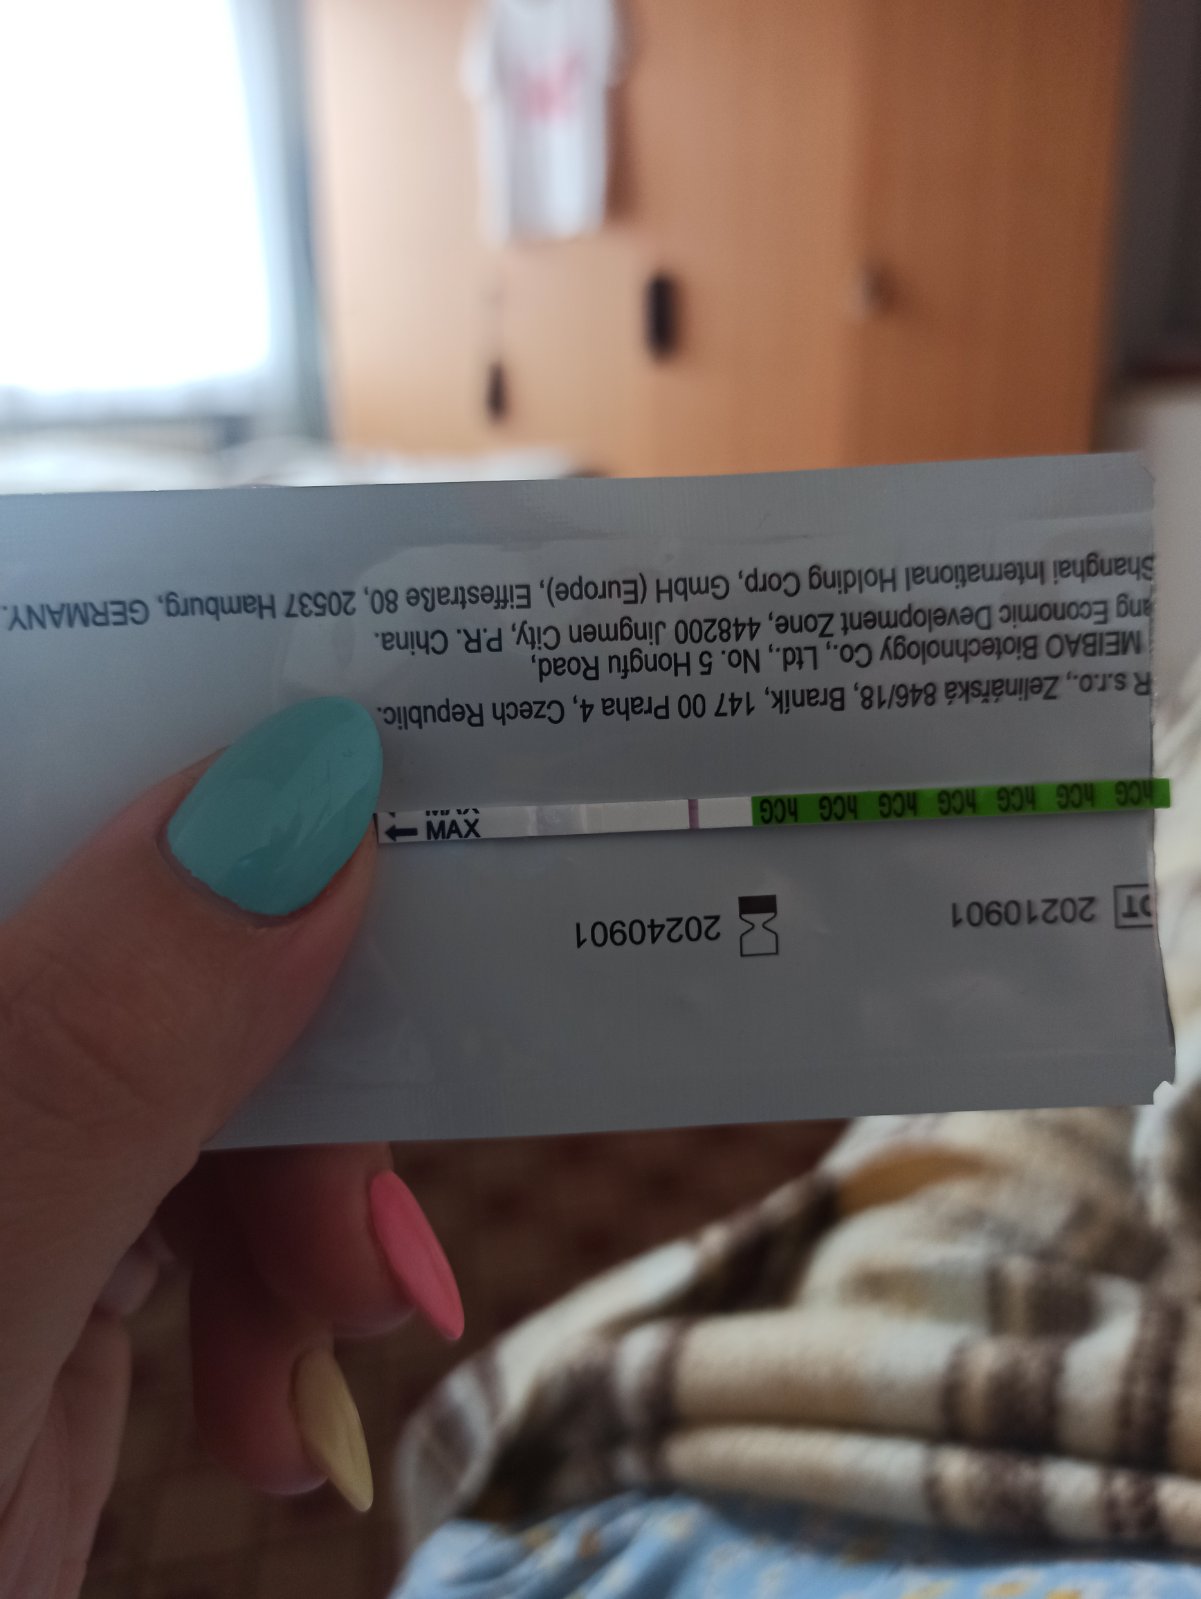 R s.r.o., Zelinářská 846/18, Braník, 147 00 Praha 4, Czech Republic.
MEIBAO Biotechnology Co., Ltd., No. 5 Hongfu Road,
ang Economic Development Zone, 448200 Jingmen City, P.R. China.
Shanghai International Holding Corp, GmbH (Europe), Eiffestraße 80, 20537 Hamburg, GERMANY.
MAX
hCG hCG hCG hCG hCG hCG hCG
OT 20210901
20240901